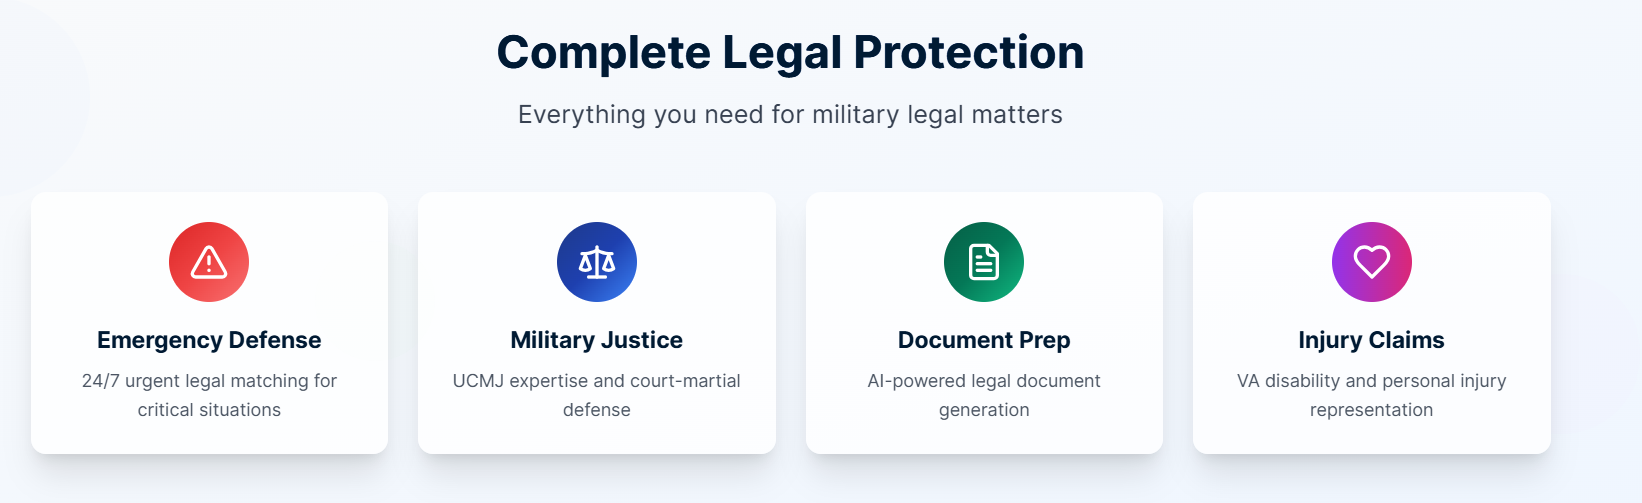 Complete Legal Protection
Everything you need for military legal matters
Emergency Defense
24/7 urgent legal matching for
critical situations
Military Justice
UCMJ expertise and court-martial
defense
Document Prep
AI-powered legal document
generation
Injury Claims
VA disability and personal injury
representation